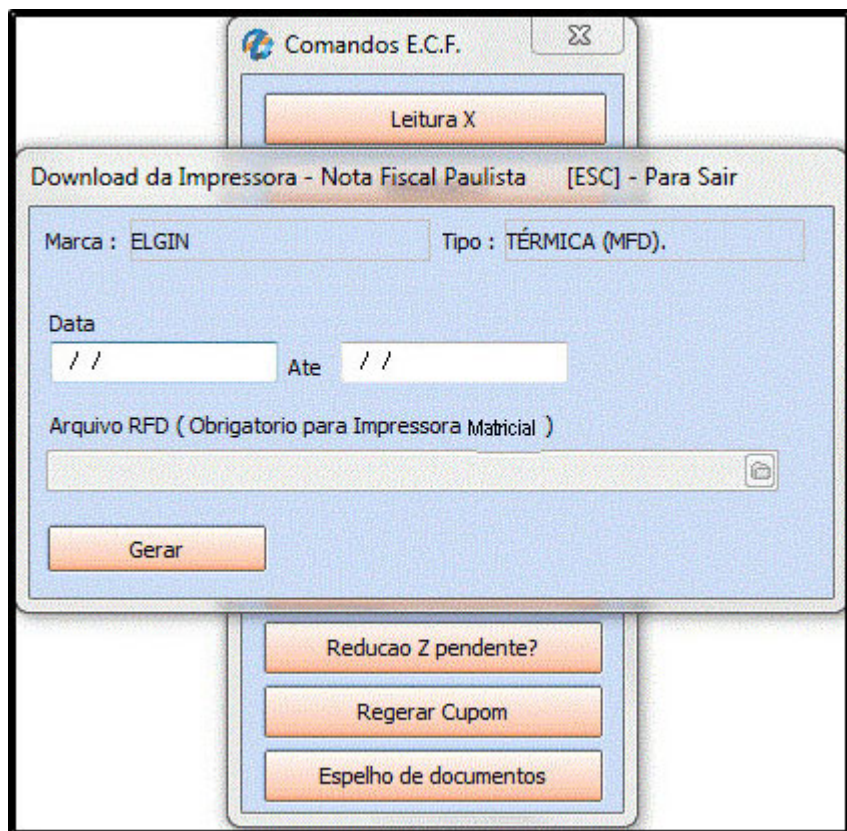 Comandos E.C.F.
Leitura X
Download da Impressora - Nota Fiscal Paulista [ESC] - Para Sair
Marca : ELGIN Tipo : TÉRMICA (MFD).
Data
/ / Ate / /
Arquivo RFD ( Obrigatorio para Impressora Matricial )
Gerar
Reducao Z pendente?
Regerar Cupom
Espelho de documentos